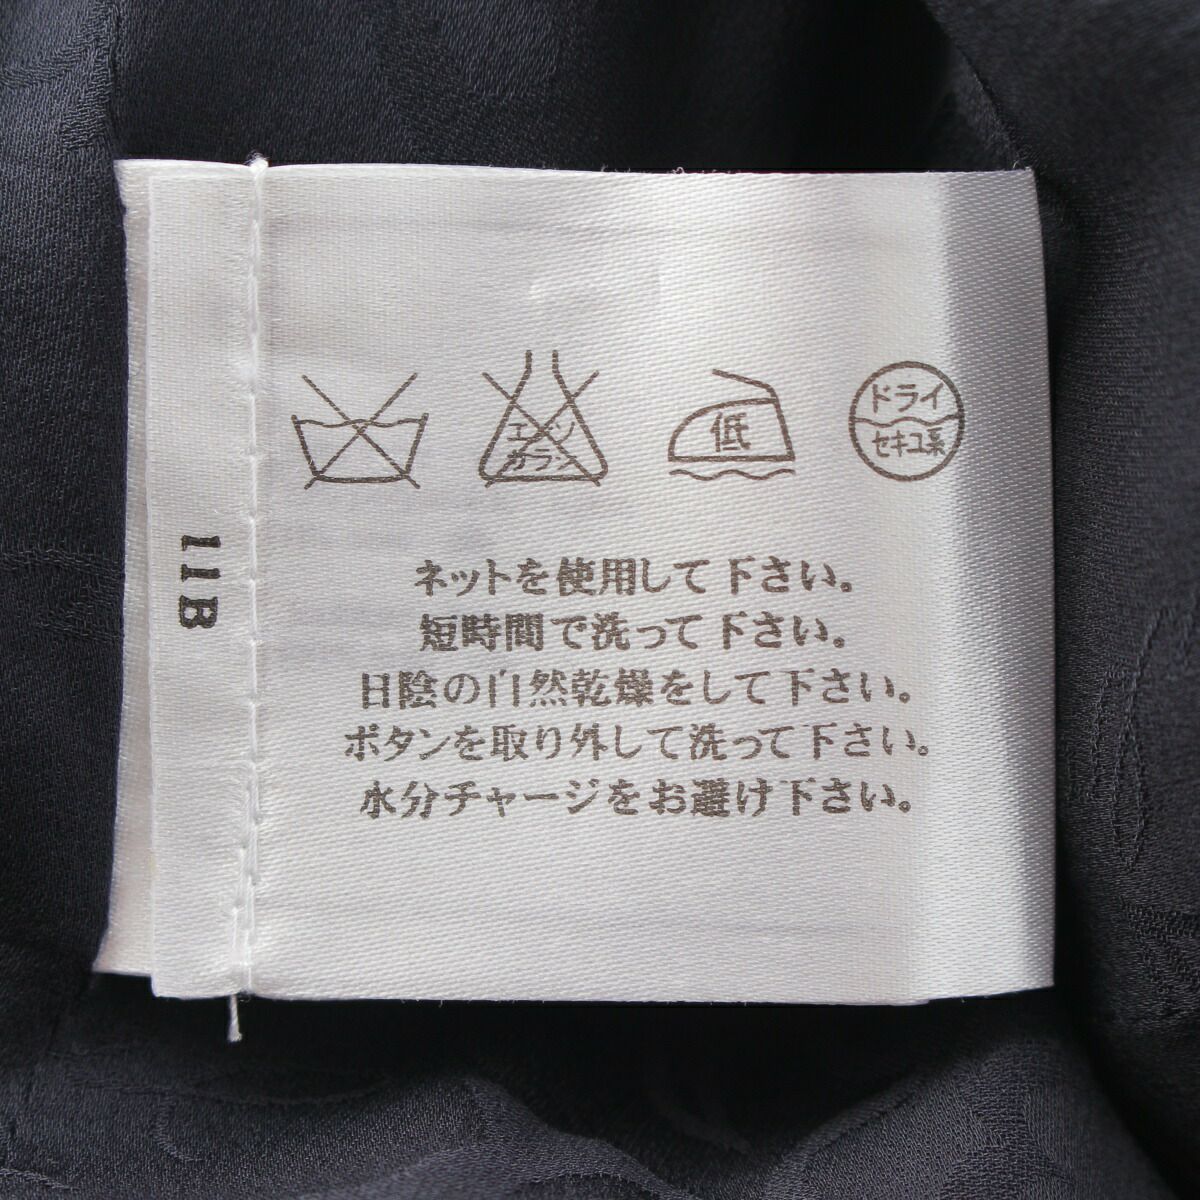 エンソ
カラン
低
ドライ
セキユ系
11B
ネットを使用して下さい。
短時間で洗って下さい。
日陰の自然乾燥をして下さい。
ボタンを取り外して洗って下さい。
水分チャージをお避け下さい。